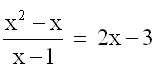 (x² − x)/(x − 1) = 2x − 3